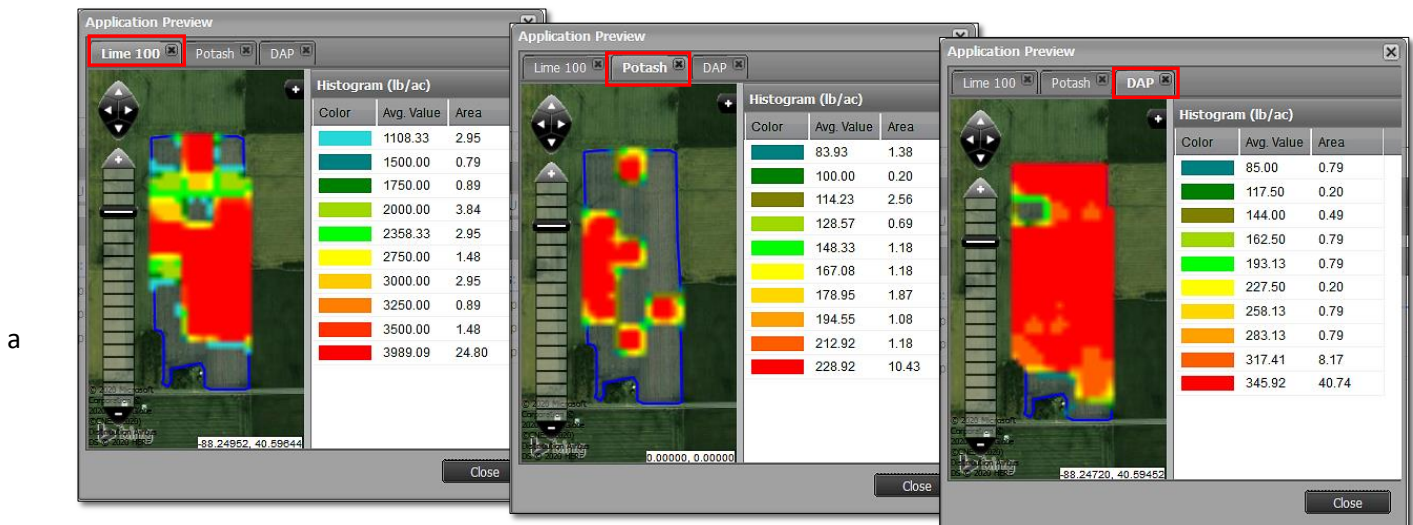 a
Application Preview
Lime 100 Potash DAP
Histogram (lb/ac)
Color Avg. Value Area
1108.33 2.95
1500.00 0.79
1750.00 0.89
2000.00 3.84
2358.33 2.95
2750.00 1.48
3000.00 2.95
3250.00 0.89
3500.00 1.48
3989.09 24.80
-88.24952, 40.59644
Close
Application Preview
Lime 100 Potash DAP
Histogram (lb/ac)
Color Avg. Value Area
83.93 1.38
100.00 0.20
114.23 2.56
128.57 0.69
148.33 1.18
167.08 1.18
178.95 1.87
194.55 1.08
212.92 1.18
228.92 10.43
0.00000, 0.00000
Close
Application Preview
Lime 100 Potash DAP
Histogram (lb/ac)
Color Avg. Value Area
85.00 0.79
117.50 0.20
144.00 0.49
162.50 0.79
193.13 0.79
227.50 0.20
258.13 0.79
283.13 0.79
317.41 8.17
345.92 40.74
-88.24720, 40.59452
Close